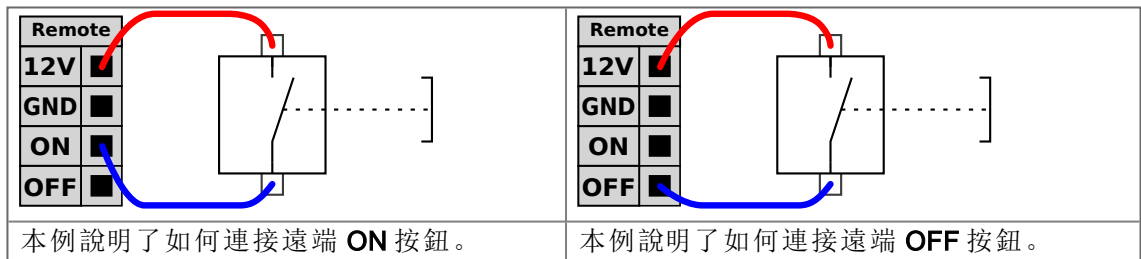 Remote
12V
GND
ON
OFF
本例說明了如何連接遠端 ON 按鈕。
Remote
12V
GND
ON
OFF
本例說明了如何連接遠端 OFF 按鈕。